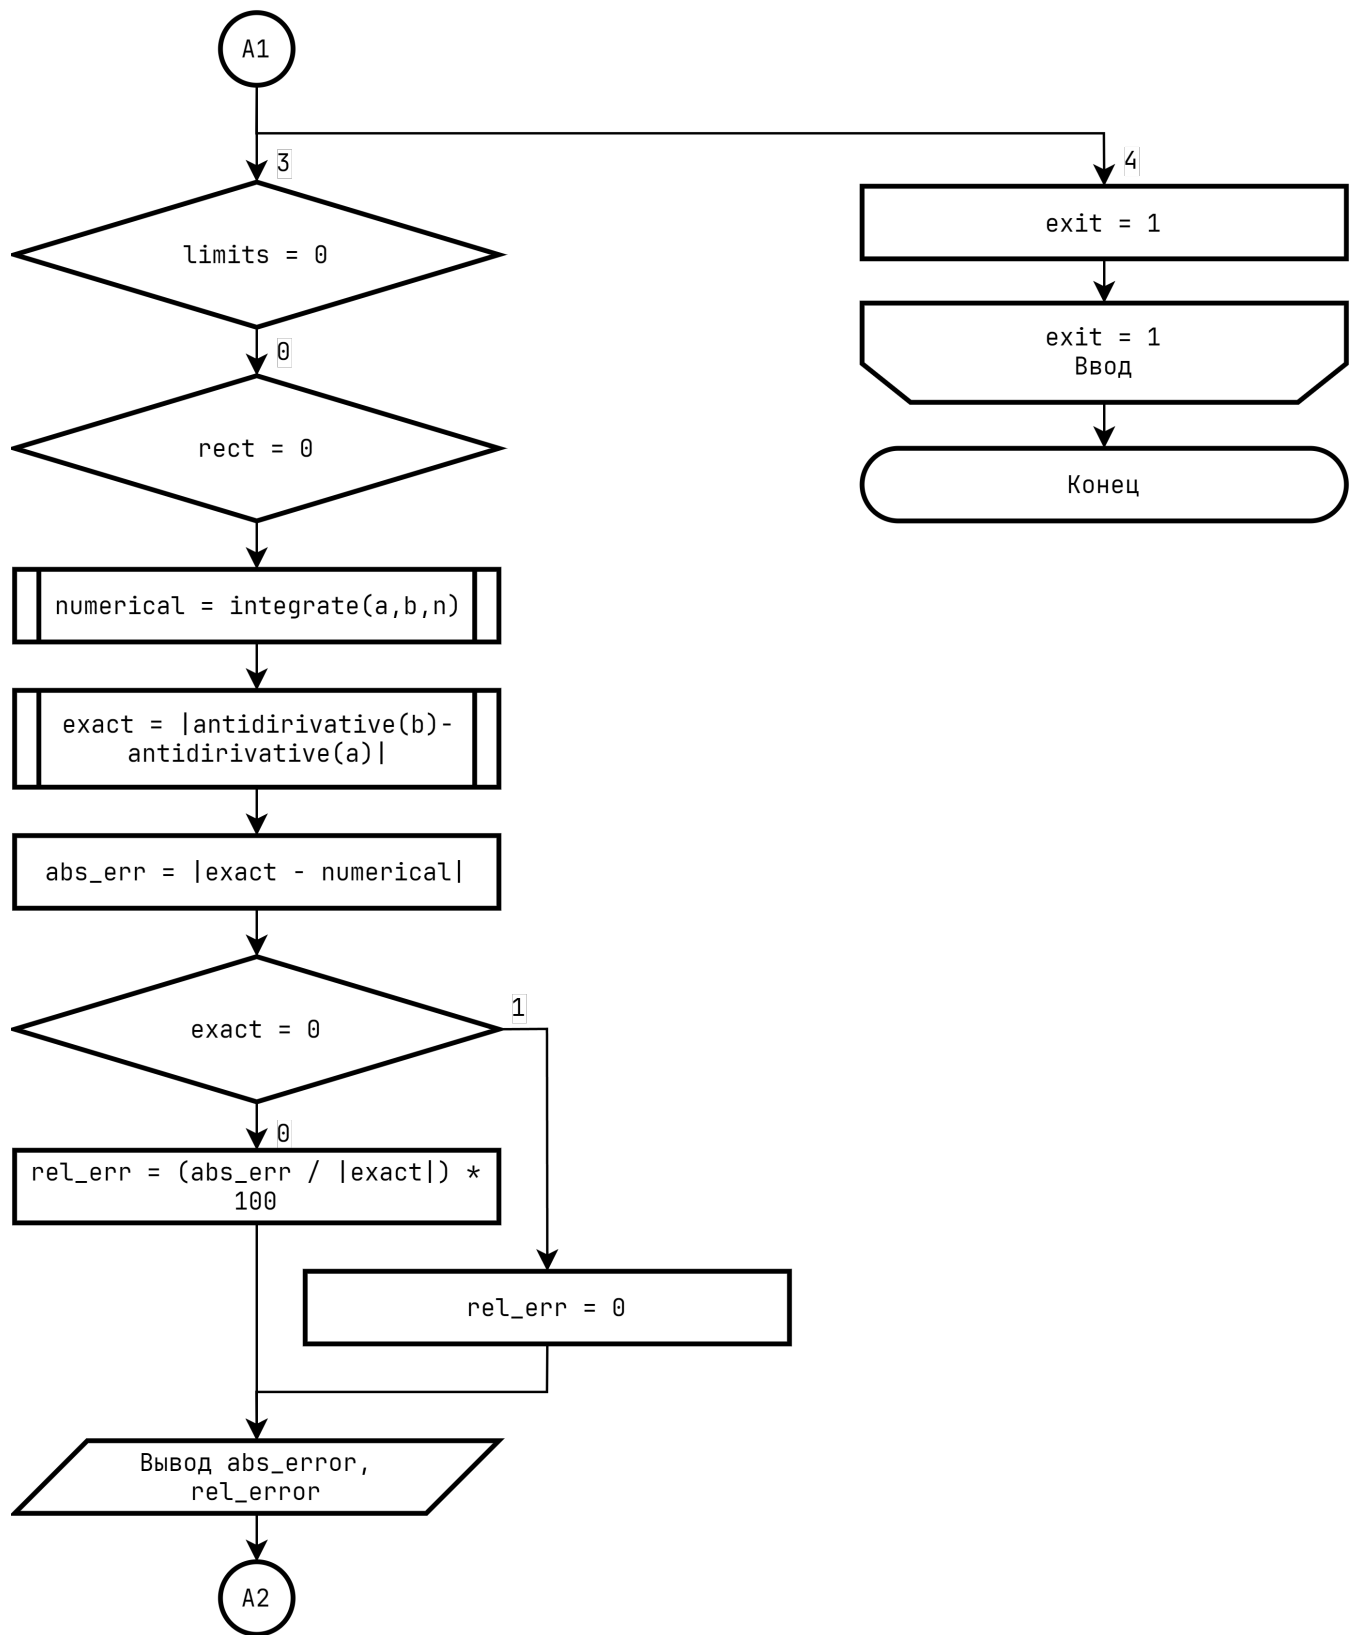 A1
3
4
limits = 0
exit = 1
0
exit = 1
Ввод
rect = 0
Конец
numerical = integrate(a,b,n)
exact = |antidirivative(b)-
antidirivative(a)|
abs_err = |exact - numerical|
1
exact = 0
0
rel_err = (abs_err / |exact|) *
100
rel_err = 0
Вывод abs_error,
rel_error
A2